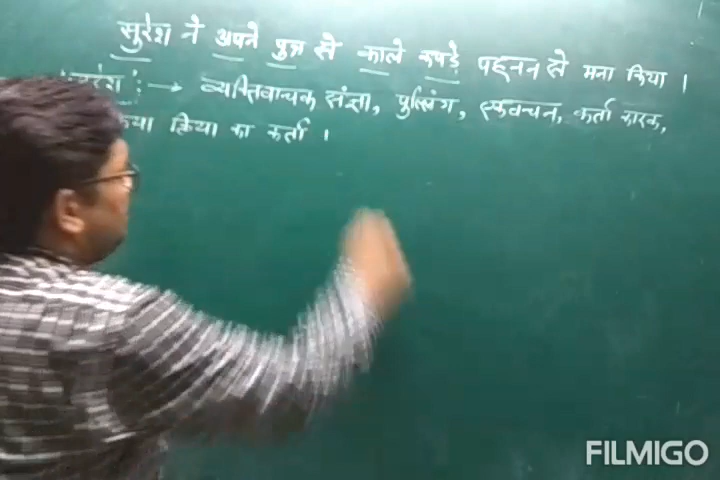 सुरेश ने अपने पुत्र से काले कपड़े पहनने से मना किया ।
→ व्यक्तिवाचक संज्ञा, पुल्लिंग, एकवचन, कर्ता कारक,
क्रिया का कर्ता ।
FILMIGO